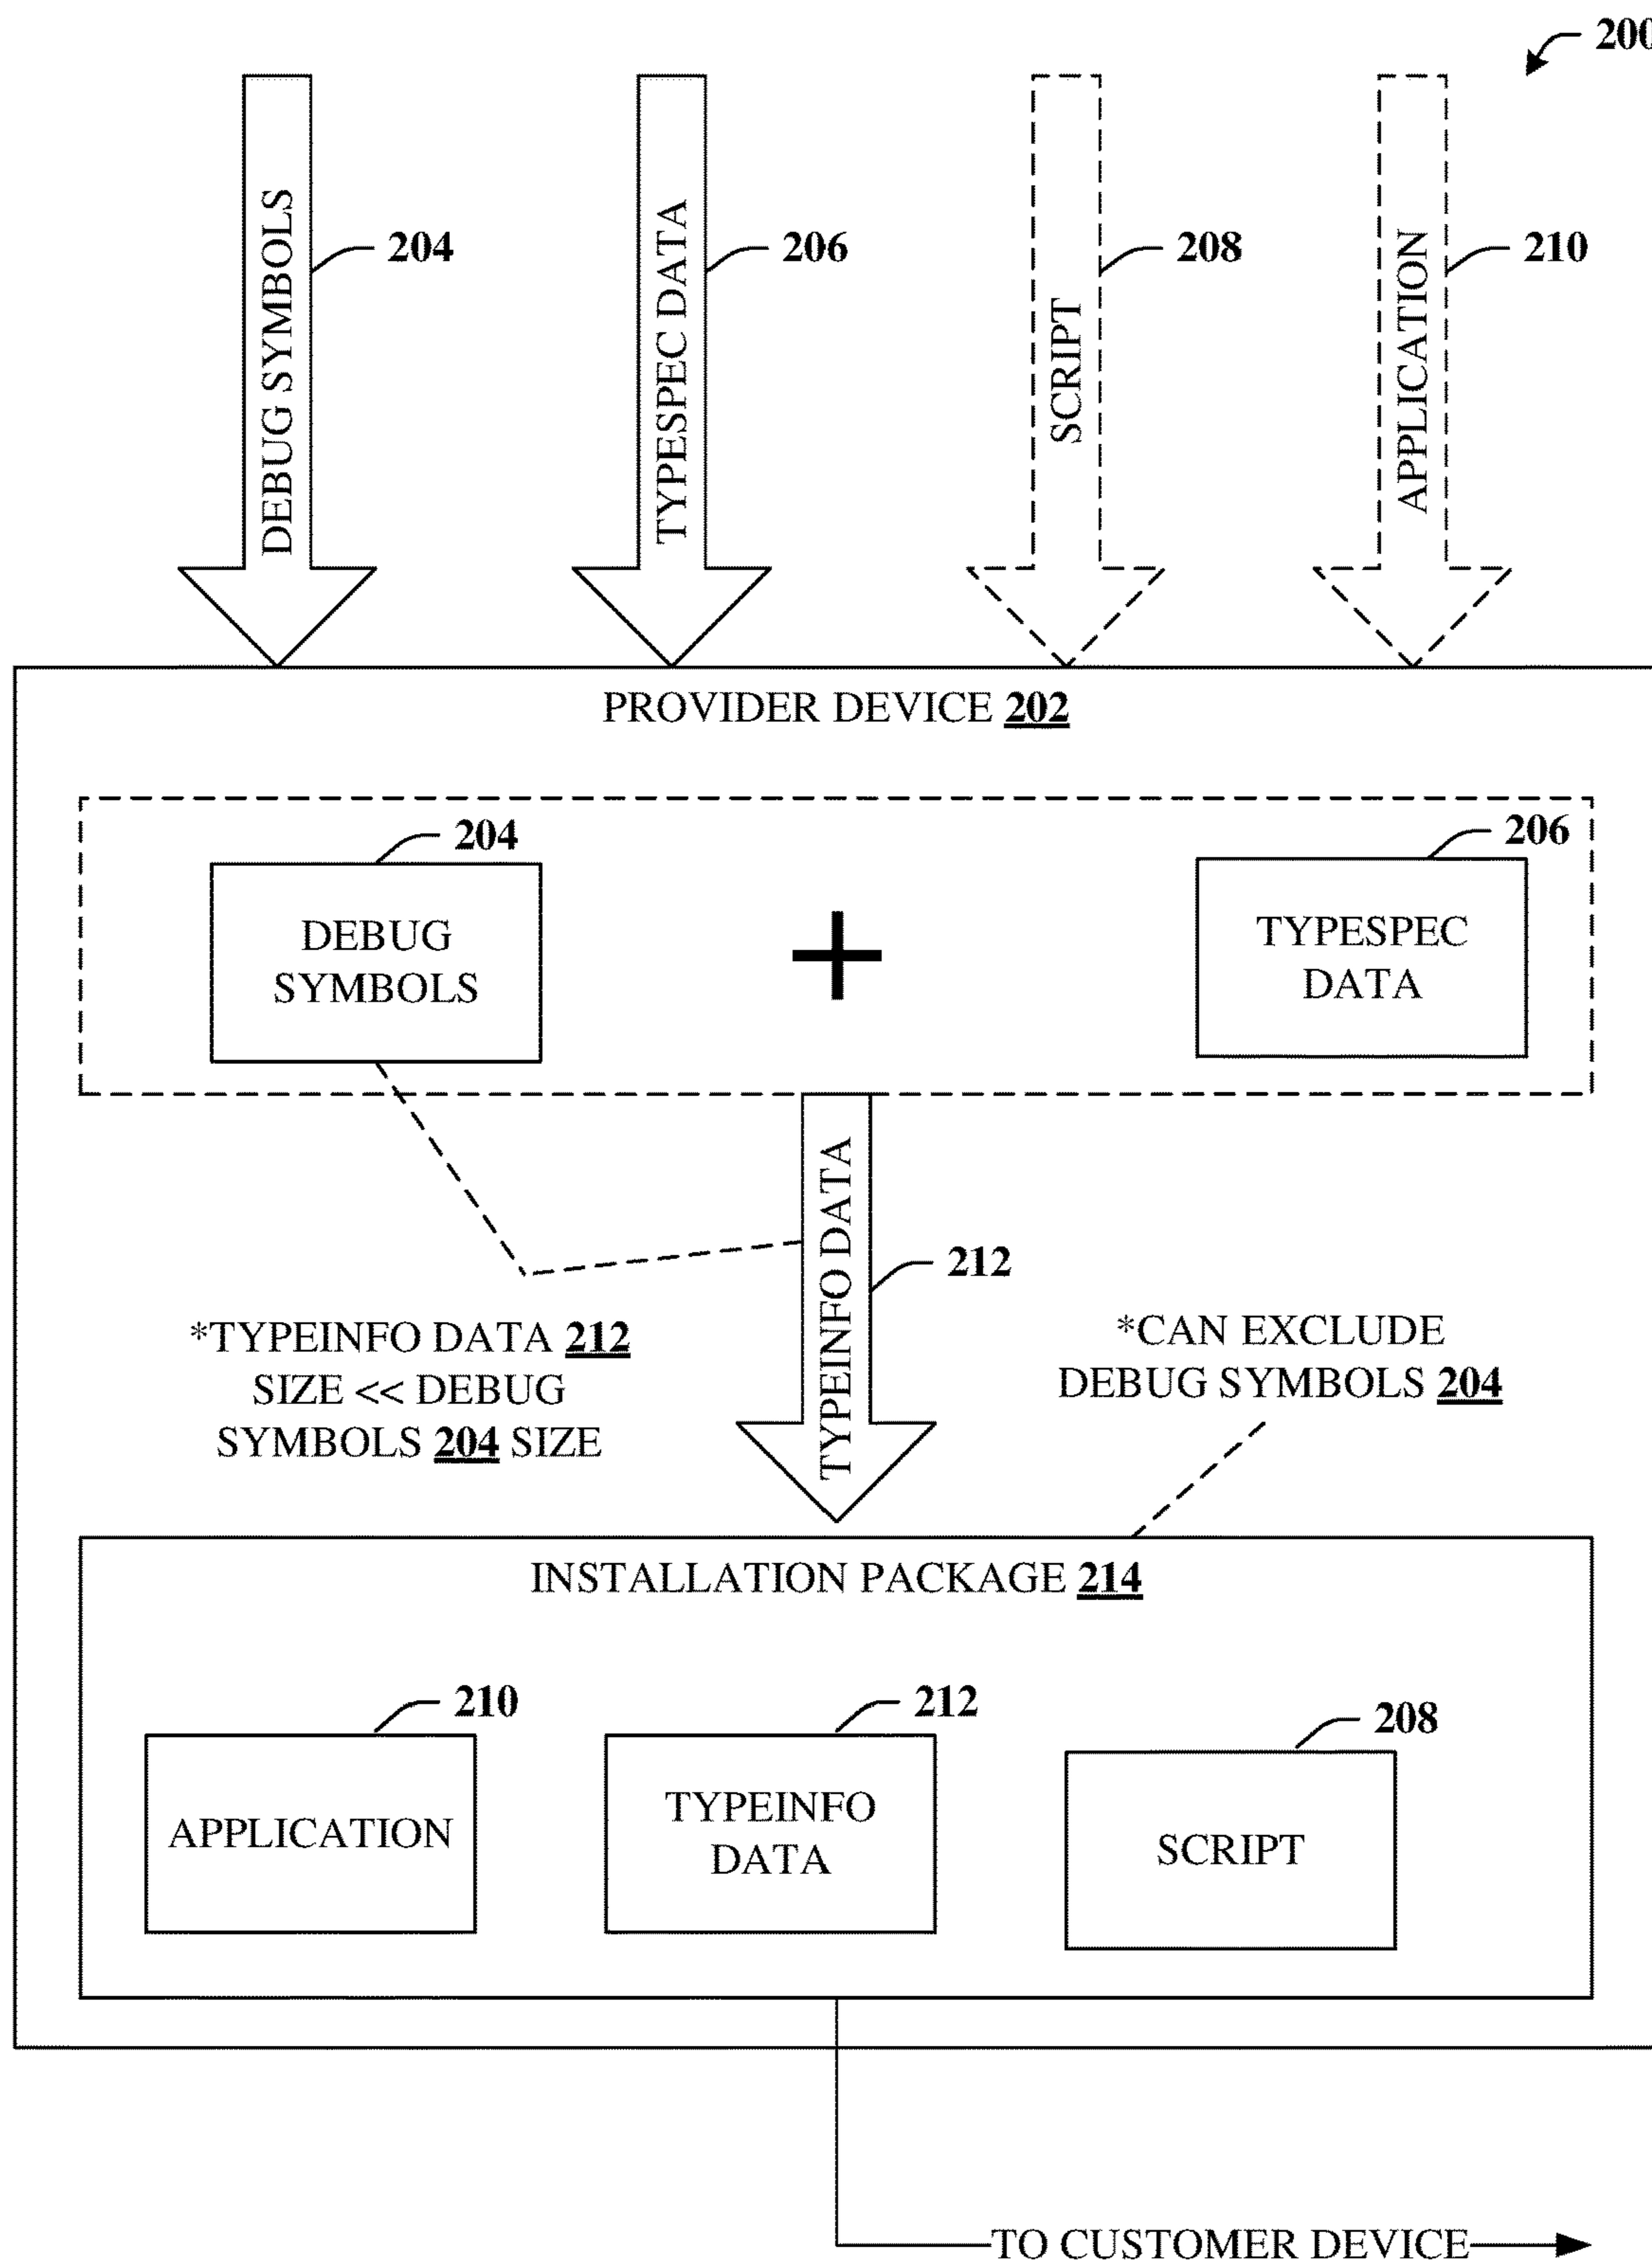 200
DEBUG SYMBOLS
204
TYPESPEC DATA
206
SCRIPT
208
APPLICATION
210
PROVIDER DEVICE 202
204
DEBUG
SYMBOLS
206
TYPESPEC
DATA
TYPEINFO DATA
212
*TYPEINFO DATA 212
SIZE << DEBUG
SYMBOLS 204 SIZE
*CAN EXCLUDE
DEBUG SYMBOLS 204
INSTALLATION PACKAGE 214
210
APPLICATION
212
TYPEINFO
DATA
208
SCRIPT
TO CUSTOMER DEVICE